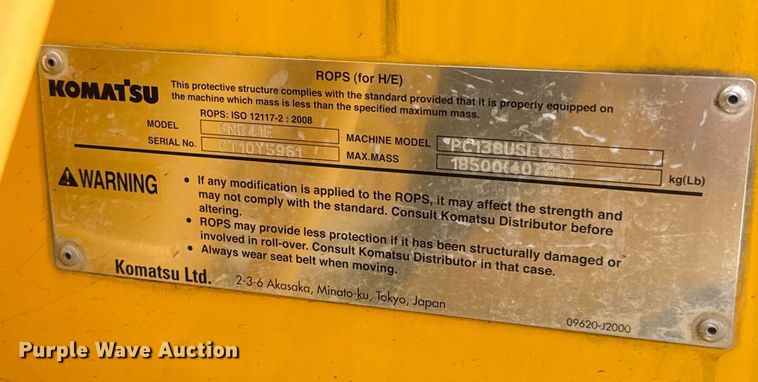 ROPS (for H/E)
KOMATSU
This protective structure complies with the standard provided that it is properly equipped on
the machine which mass is less than the specified maximum mass.
ROPS: ISO 12117-2 : 2008
MODEL
MACHINE MODEL PC138USLC-8
SERIAL No. CT10Y5961
MAX.MASS kg(Lb)
WARNING
• If any modification is applied to the ROPS, it may affect the strength and
may not comply with the standard. Consult Komatsu Distributor before
altering.
• ROPS may provide less protection if it has been structurally damaged or
involved in roll-over. Consult Komatsu Distributor in that case.
• Always wear seat belt when moving.
Komatsu Ltd. 2-3-6 Akasaka, Minato-ku, Tokyo, Japan
09620-J2000
Purple Wave Auction